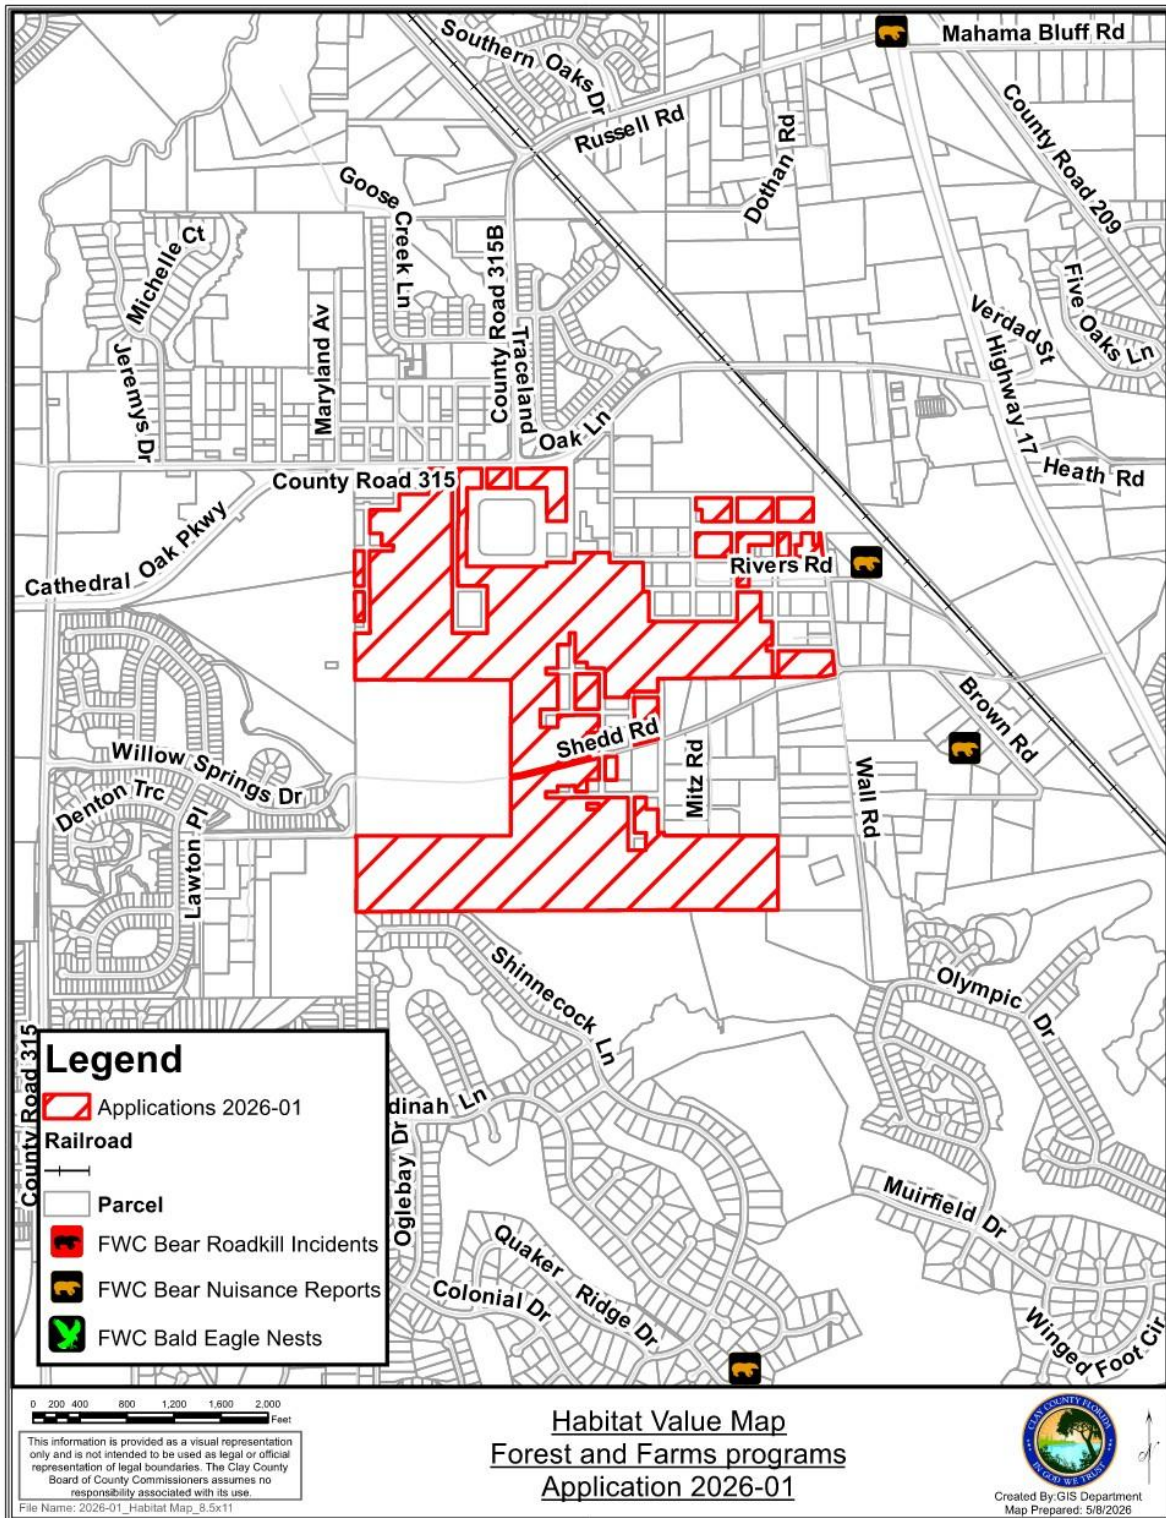 Mahama Bluff Rd
Southern Oaks Dr
Russell Rd
County Road 209
Dothan Rd
Goose Creek Ln
Michelle Ct
County Road 315B
Five Oaks Ln
Verdad St
Maryland Av
Jeremys Dr
Traceland
Highway 17
Oak Ln
Heath Rd
County Road 315
Cathedral Oak Pkwy
Rivers Rd
Brown Rd
Shedd Rd
Willow Springs Dr
Mitz Rd
Denton Trc
Wall Rd
Lawton Pl
Shinnecock Ln
Olympic Dr
County Road 315
dinah Ln
Oglebay Dr
Muirfield Dr
Quaker Ridge Dr
Colonial Dr
Winged Foot Cir
Legend
Applications 2026-01
Railroad
Parcel
FWC Bear Roadkill Incidents
FWC Bear Nuisance Reports
FWC Bald Eagle Nests
0 200 400 800 1,200 1,600 2,000
Feet
This information is provided as a visual representation
only and is not intended to be used as legal or official
representation of legal boundaries. The Clay County
Board of County Commissioners assumes no
responsibility associated with its use.
File Name: 2026-01_Habitat Map_8.5x11
Habitat Value Map
Forest and Farms programs
Application 2026-01
CLAY COUNTY FLORIDA
IN GOD WE TRUST
N
Created By:GIS Department
Map Prepared: 5/8/2026